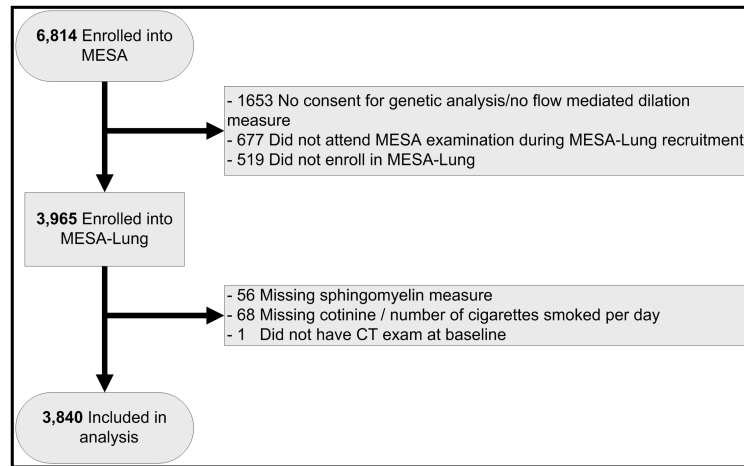 6,814 Enrolled into
MESA
- 1653 No consent for genetic analysis/no flow mediated dilation
measure
- 677 Did not attend MESA examination during MESA-Lung recruitment
- 519 Did not enroll in MESA-Lung
3,965 Enrolled into
MESA-Lung
- 56 Missing sphingomyelin measure
- 68 Missing cotinine / number of cigarettes smoked per day
- 1 Did not have CT exam at baseline
3,840 Included in
analysis